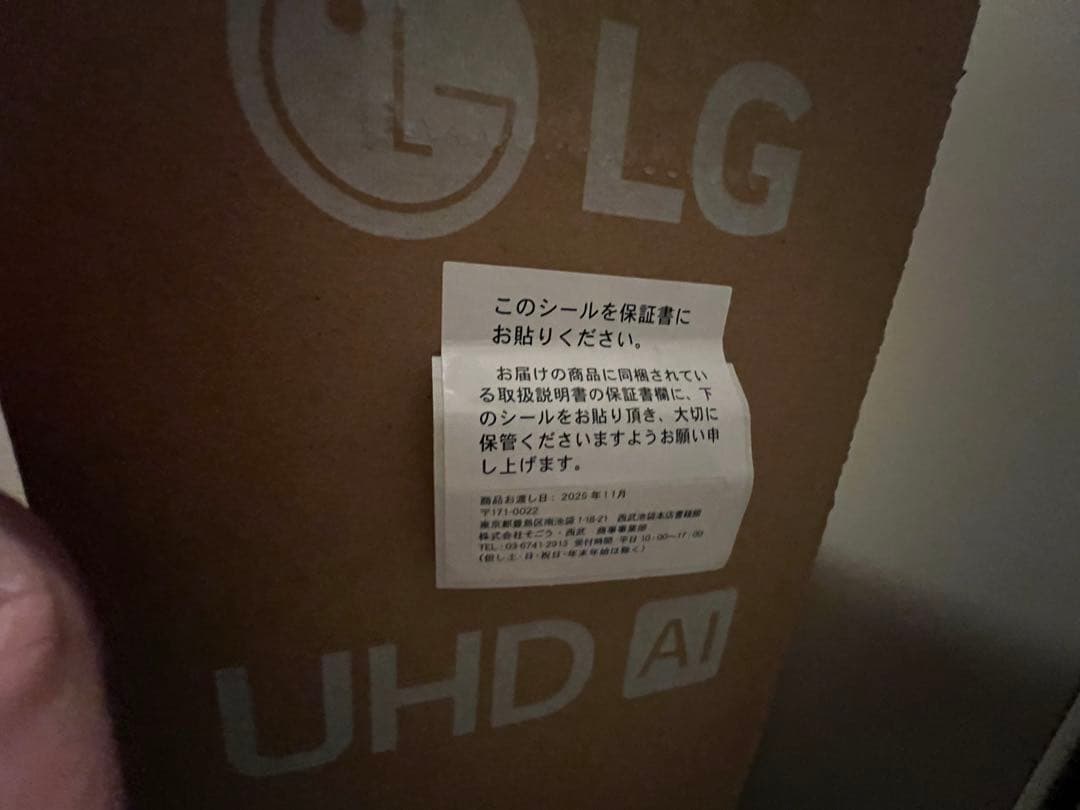 LG
このシールを保証書に
お貼りください。
お届けの商品に同梱されてい
る取扱説明書の保証書欄に、下
のシールをお貼り頂き、大切に
保管くださいますようお願い申
し上げます。
商品お渡し日： 2025 年 11月
〒171-0022
東京都豊島区南池袋 1-18-21 西武池袋本店書籍館
株式会社そごう・西武 商事事業部
TEL：03-6741-2913 受付時間 平日 10：00～17：00
（但し土・日・祝日・年末年始は除く）
UHD AI